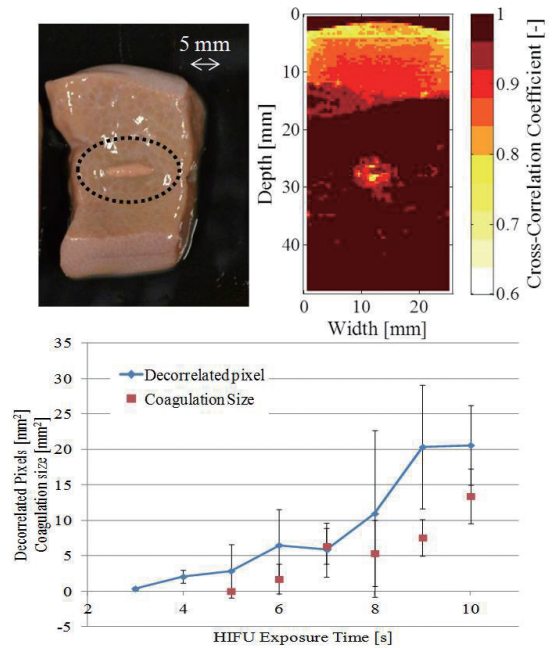 5 mm
0
10
20
30
40
Depth [mm]
0
20
Width [mm]
1
0.9
0.8
0.7
0.6
Cross-Correlation Coefficient [-]
35
30
25
20
15
10
5
0
-5
Decorrelated Pixels [mm²]
Coagulation size [mm²]
Decorrelated pixel
Coagulation Size
2
4
6
8
10
HIFU Exposure Time [s]